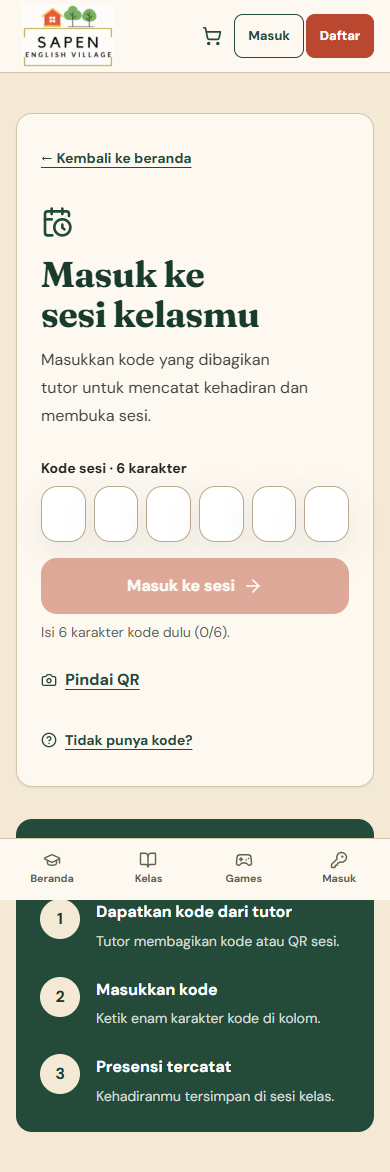 SAPEN
ENGLISH VILLAGE
Masuk
Daftar
← Kembali ke beranda
Masuk ke
sesi kelasmu
Masukkan kode yang dibagikan
tutor untuk mencatat kehadiran dan
membuka sesi.
Kode sesi · 6 karakter
Masuk ke sesi →
Isi 6 karakter kode dulu (0/6).
Pindai QR
Tidak punya kode?
Beranda
Kelas
Games
Masuk
1
Dapatkan kode dari tutor
Tutor membagikan kode atau QR sesi.
2
Masukkan kode
Ketik enam karakter kode di kolom.
3
Presensi tercatat
Kehadiranmu tersimpan di sesi kelas.